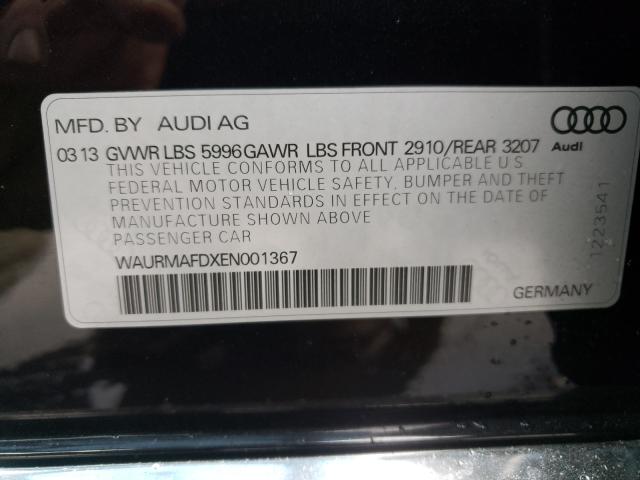 MFD. BY AUDI AG
Audi
03 13 GVWR LBS 5996 GAWR LBS FRONT 2910/REAR 3207
THIS VEHICLE CONFORMS TO ALL APPLICABLE U S
FEDERAL MOTOR VEHICLE SAFETY, BUMPER AND THEFT
PREVENTION STANDARDS IN EFFECT ON THE DATE OF
MANUFACTURE SHOWN ABOVE
PASSENGER CAR
WAURMAFDXEN001367
GERMANY
1223541